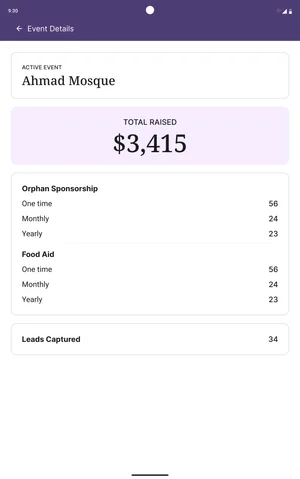 9:30
Event Details
ACTIVE EVENT
Ahmad Mosque
TOTAL RAISED
$3,415
Orphan Sponsorship
One time 56
Monthly 24
Yearly 23
Food Aid
One time 56
Monthly 24
Yearly 23
Leads Captured 34